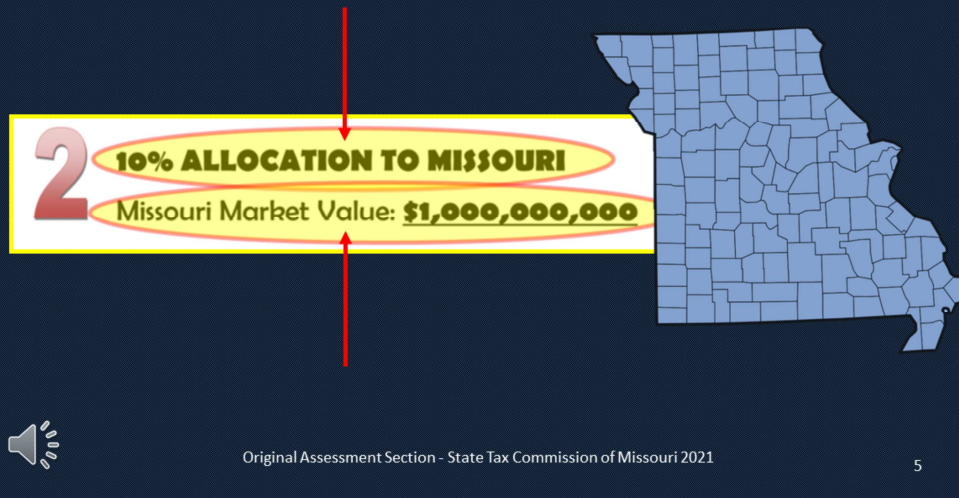 2
10% ALLOCATION TO MISSOURI
Missouri Market Value: $1,000,000,000
Original Assessment Section - State Tax Commission of Missouri 2021
5